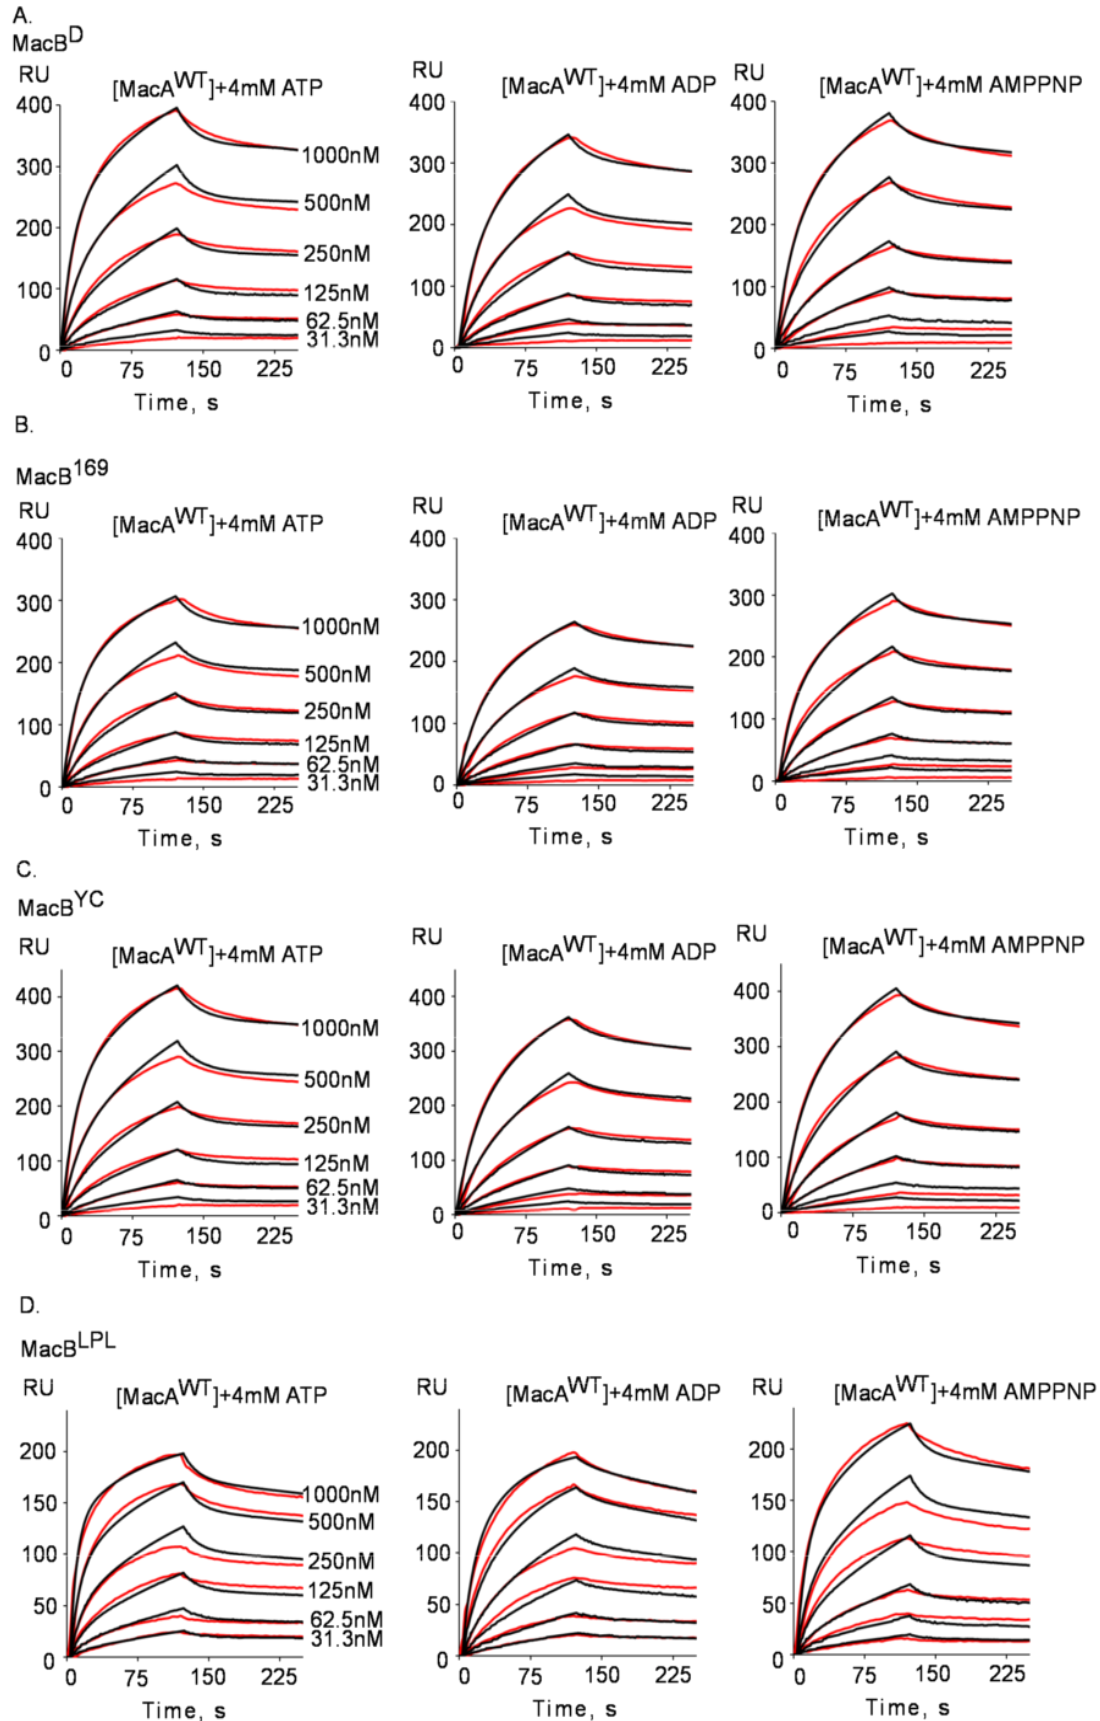 A.
MacB^D
RU [MacA^WT]+4mM ATP RU [MacA^WT]+4mM ADP RU [MacA^WT]+4mM AMPPNP
400 400 400
1000nM
300 300 300
500nM
200 200 200
250nM
100 125nM 100 100
62.5nM
31.3nM
0 0 0
0 75 150 225 0 75 150 225 0 75 150 225
Time, s Time, s Time, s
B.
MacB^169
RU [MacA^WT]+4mM ATP RU [MacA^WT]+4mM ADP RU [MacA^WT]+4mM AMPPNP
400 400 400
300 300 300
1000nM
200 500nM 200 200
250nM
100 100 100
125nM
62.5nM
31.3nM
0 0 0
0 75 150 225 0 75 150 225 0 75 150 225
Time, s Time, s Time, s
C.
MacB^YC
RU [MacA^WT]+4mM ATP RU [MacA^WT]+4mM ADP RU [MacA^WT]+4mM AMPPNP
400 400 400
1000nM
300 300 300
500nM
200 200 200
250nM
100 125nM 100 100
62.5nM
31.3nM
0 0 0
0 75 150 225 0 75 150 225 0 75 150 225
Time, s Time, s Time, s
D.
MacB^LPL
RU [MacA^WT]+4mM ATP RU [MacA^WT]+4mM ADP RU [MacA^WT]+4mM AMPPNP
200 200 200
150 1000nM 150 150
500nM
100 250nM 100 100
125nM
50 62.5nM 50 50
31.3nM
0 0 0
0 75 150 225 0 75 150 225 0 75 150 225
Time, s Time, s Time, s